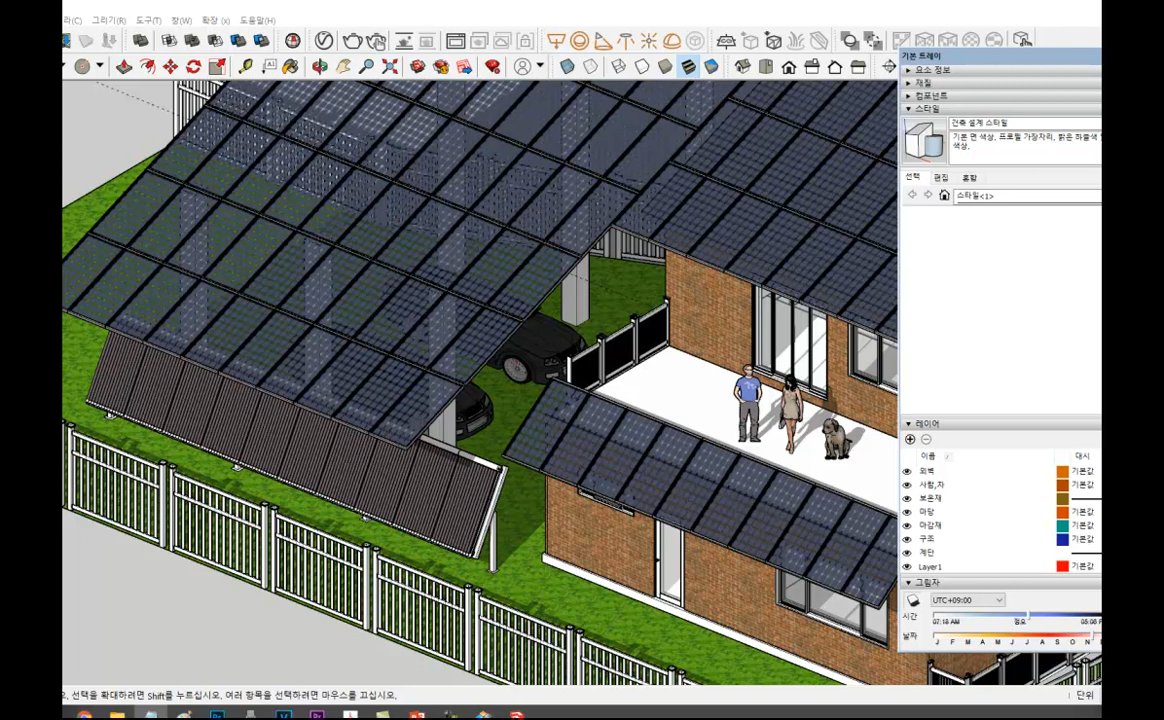 라(C) 그리기(R) 도구(T) 창(W) 확장 (x) 도움말(H)
기본 트레이
요소 정보
재질
컴포넌트
스타일
건축 설계 스타일
기본 면 색상, 프로필 가장자리, 밝은 하늘색 및
색상.
선택 편집 혼합
스타일<1>
레이어
이름 대시
외벽 기본값
사람,차 기본값
보온재
마당 기본값
마감재 기본값
구조 기본값
계단
Layer1 기본값
그림자
UTC+09:00
시간 07:18 AM 정오 05:06 P
날짜 J F M A M J J A S O N
오, 선택을 확대하려면 Shift를 누르십시오. 여러 항목을 선택하려면 마우스를 끄십시오.
단위